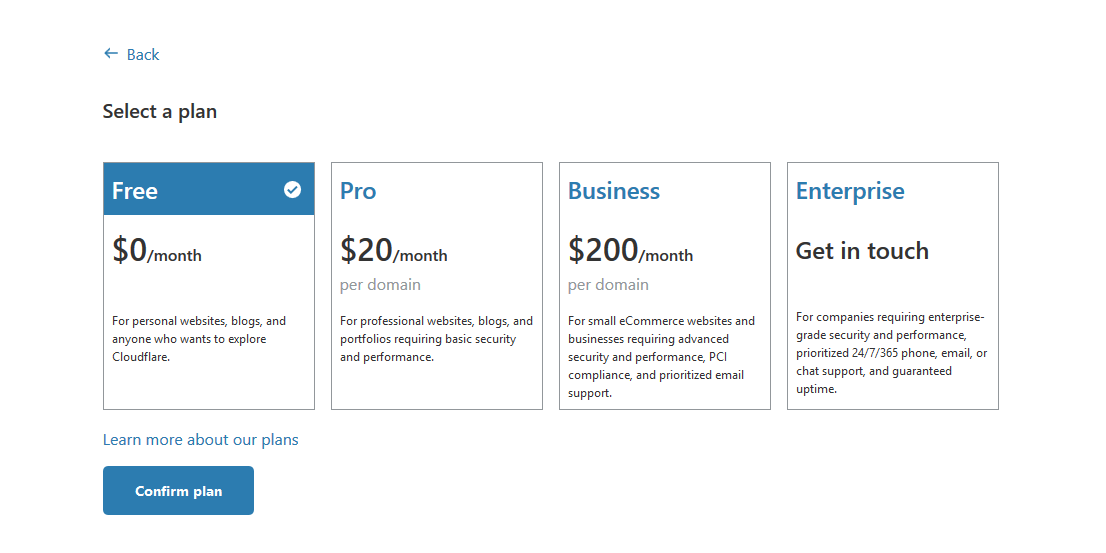 ← Back
Select a plan
Free
$0/month
For personal websites, blogs, and
anyone who wants to explore
Cloudflare.
Pro
$20/month
per domain
For professional websites, blogs, and
portfolios requiring basic security
and performance.
Business
$200/month
per domain
For small eCommerce websites and
businesses requiring advanced
security and performance, PCI
compliance, and prioritized email
support.
Enterprise
Get in touch
For companies requiring enterprise-
grade security and performance,
prioritized 24/7/365 phone, email, or
chat support, and guaranteed
uptime.
Learn more about our plans
Confirm plan